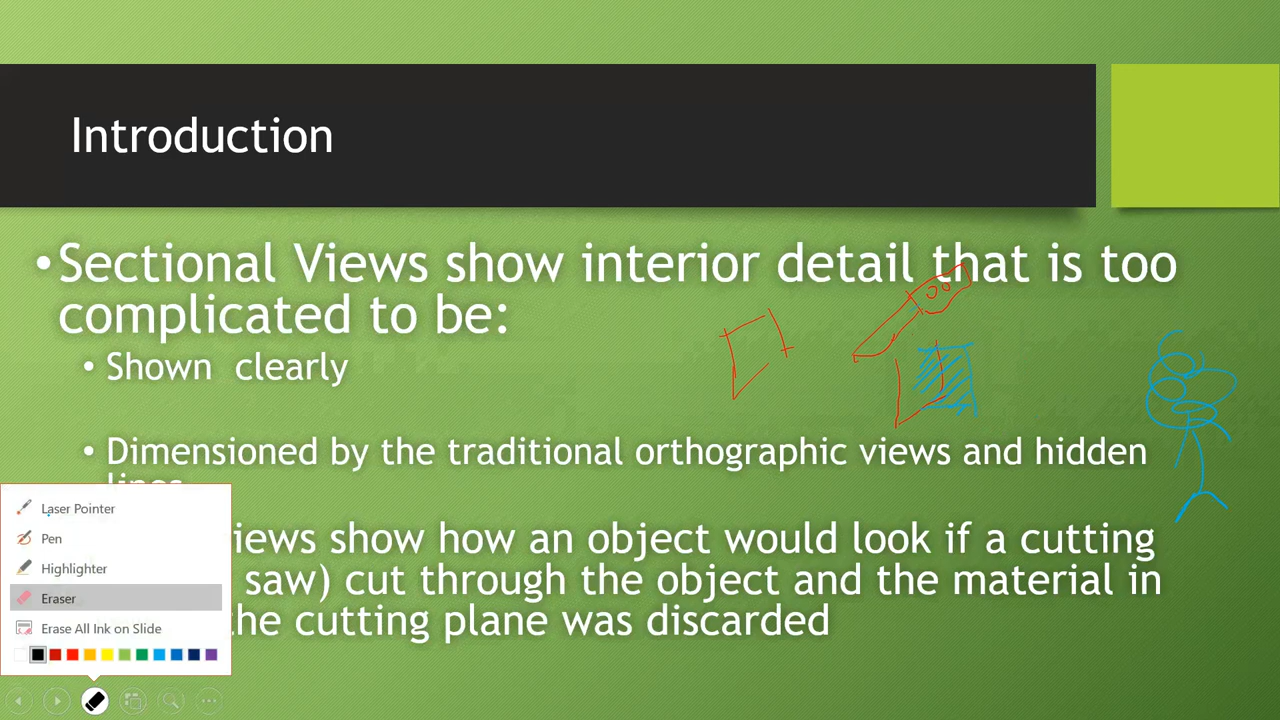 Introduction
•Sectional Views show interior detail that is too
complicated to be:
• Shown clearly
• Dimensioned by the traditional orthographic views and hidden
lines
iews show how an object would look if a cutting
saw) cut through the object and the material in
the cutting plane was discarded
Laser Pointer
Pen
Highlighter
Eraser
Erase All Ink on Slide